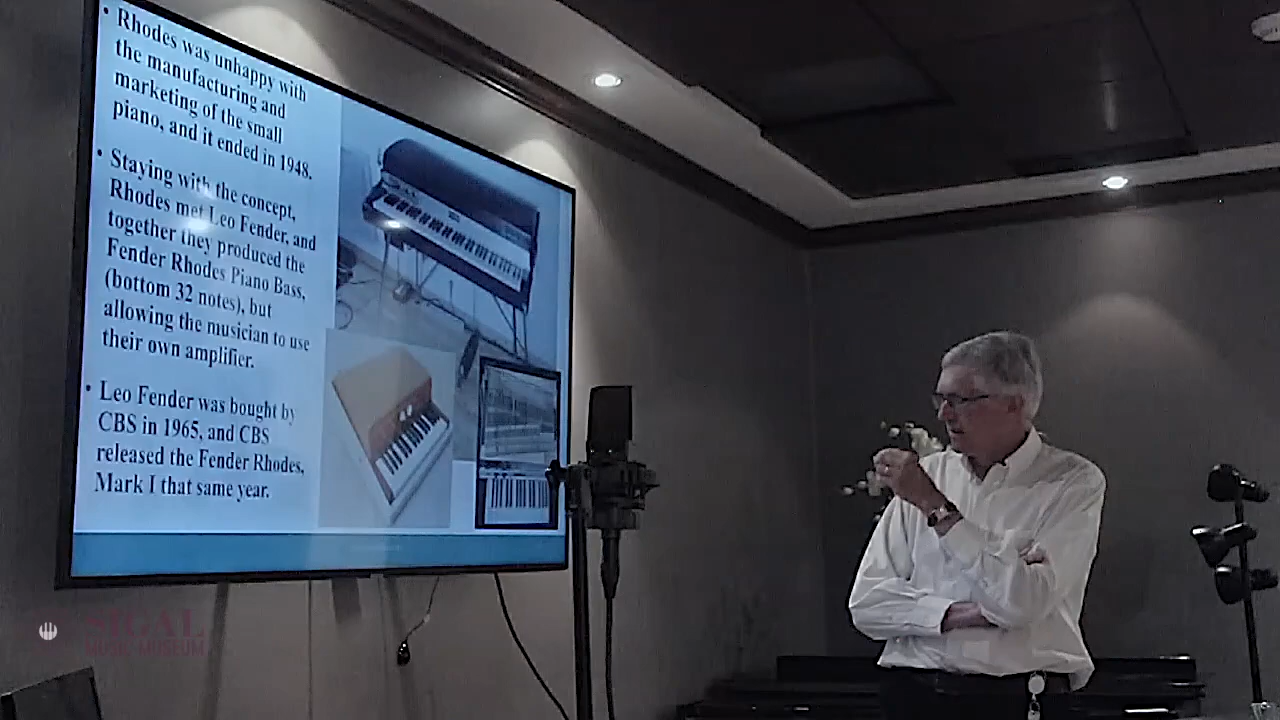 • Rhodes was unhappy with
the manufacturing and
marketing of the small
piano, and it ended in 1948.
• Staying with the concept,
Rhodes met Leo Fender, and
together they produced the
Fender Rhodes Piano Bass,
(bottom 32 notes), but
allowing the musician to use
their own amplifier.
• Leo Fender was bought by
CBS in 1965, and CBS
released the Fender Rhodes,
Mark I that same year.
SIGAL
MUSIC MUSEUM